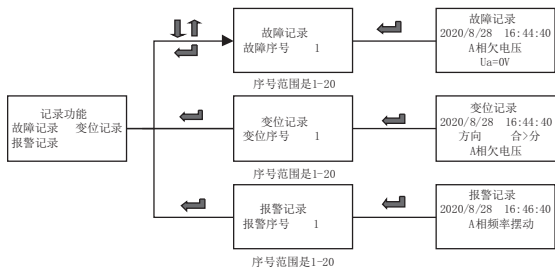 记录功能
故障记录 变位记录
报警记录
故障记录
故障序号 1
序号范围是1-20
故障记录
2020/8/28 16:44:40
A相欠电压
Ua=0V
变位记录
变位序号 1
序号范围是1-20
变位记录
2020/8/28 16:44:40
方向 合>分
A相欠电压
报警记录
报警序号 1
序号范围是1-20
报警记录
2020/8/28 16:46:40
A相频率摆动